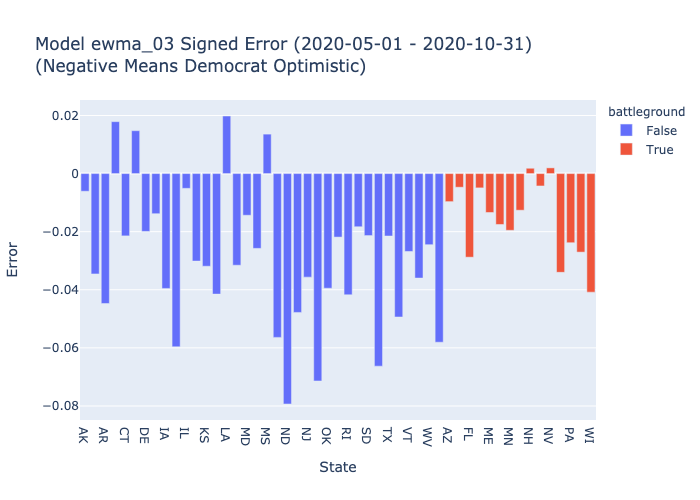 Model ewma_03 Signed Error (2020-05-01 - 2020-10-31)
(Negative Means Democrat Optimistic)
battleground
False
True
0.02
0
−0.02
−0.04
−0.06
−0.08
Error
AK AR CT DE IA IL KS LA MD MS ND NJ OK RI SD TX VT WV AZ FL ME MN NH NV PA WI
State